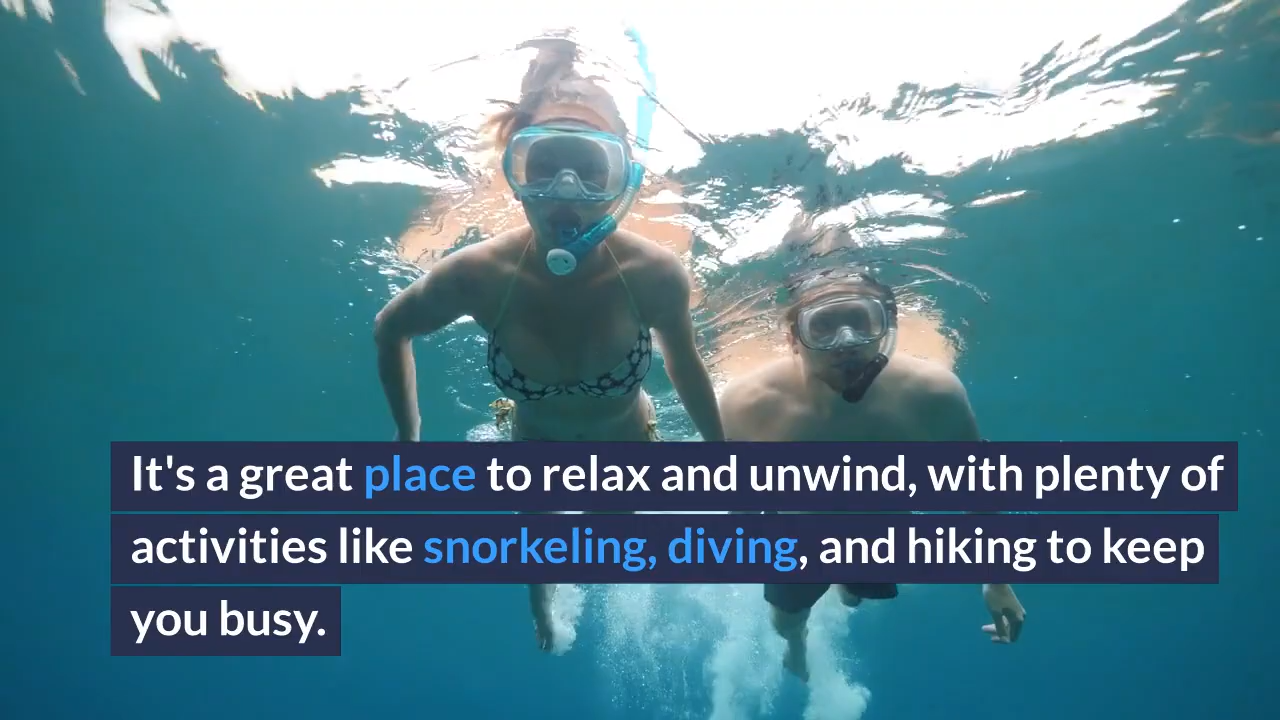 It's a great place to relax and unwind, with plenty of
activities like snorkeling, diving, and hiking to keep
you busy.